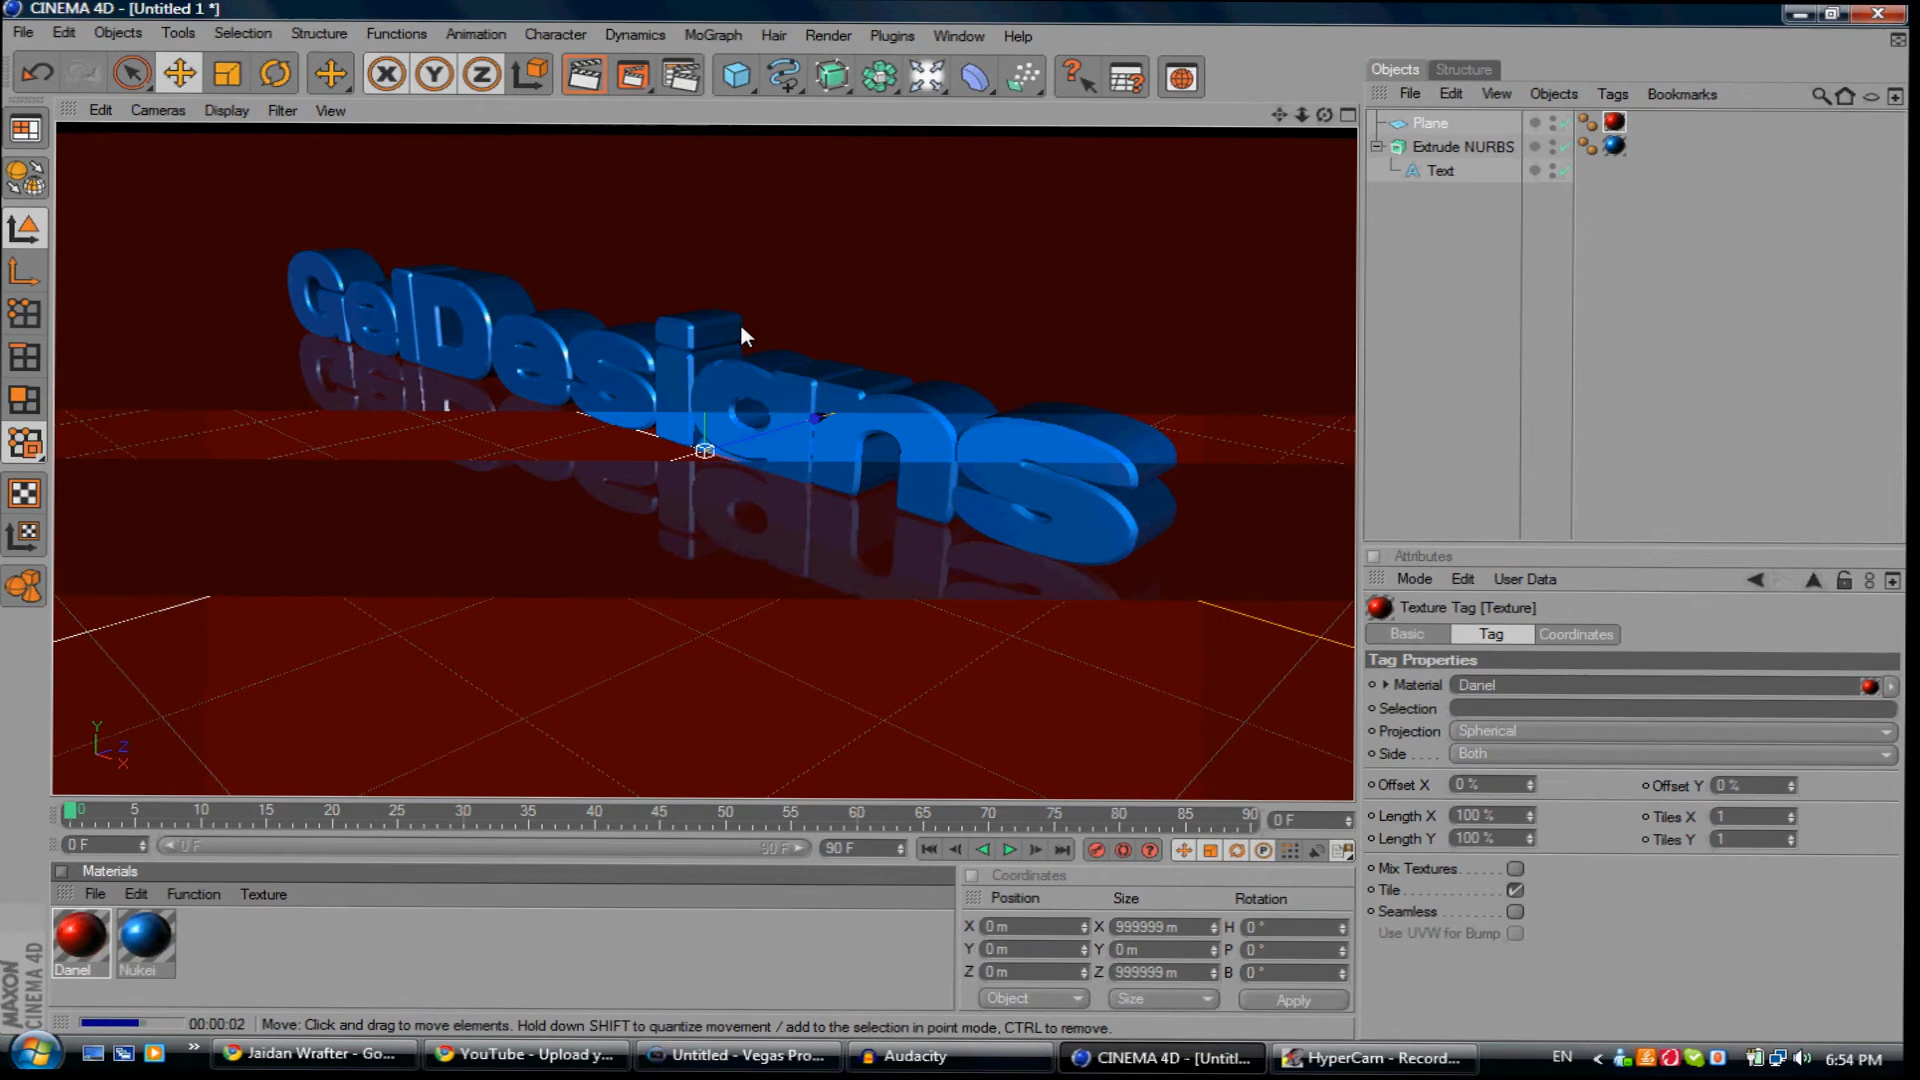 CINEMA 4D - [Untitled 1 *]
File Edit Objects Tools Selection Structure Functions Animation Character Dynamics MoGraph Hair Render Plugins Window Help
X Y Z
Objects Structure
File Edit View Objects Tags Bookmarks
Edit Cameras Display Filter View
Plane
Extrude NURBS
Text
GelDesigns
Y
Z
X
Attributes
Mode Edit User Data
Texture Tag [Texture]
Basic Tag Coordinates
Tag Properties
Material Danel
Selection
Projection Spherical
Side . . . . Both
Offset X 0 % Offset Y 0 %
Length X 100 % Tiles X 1
Length Y 100 % Tiles Y 1
Mix Textures
Tile
Seamless
Use UVW for Bump
0 5 10 15 20 25 30 35 40 45 50 55 60 65 70 75 80 85 90 0 F
0 F 0 F 90 F 90 F
Materials
File Edit Function Texture
Danel Nukei
Coordinates
Position Size Rotation
X 0 m X 999999 m H 0 °
Y 0 m Y 0 m P 0 °
Z 0 m Z 999999 m B 0 °
Object Size Apply
MAXON
CINEMA 4D
00:00:02 Move: Click and drag to move elements. Hold down SHIFT to quantize movement / add to the selection in point mode, CTRL to remove.
Jaidan Wrafter - Go... YouTube - Upload y... Untitled - Vegas Pro... Audacity CINEMA 4D - [Untitl... HyperCam - Record... EN 6:54 PM